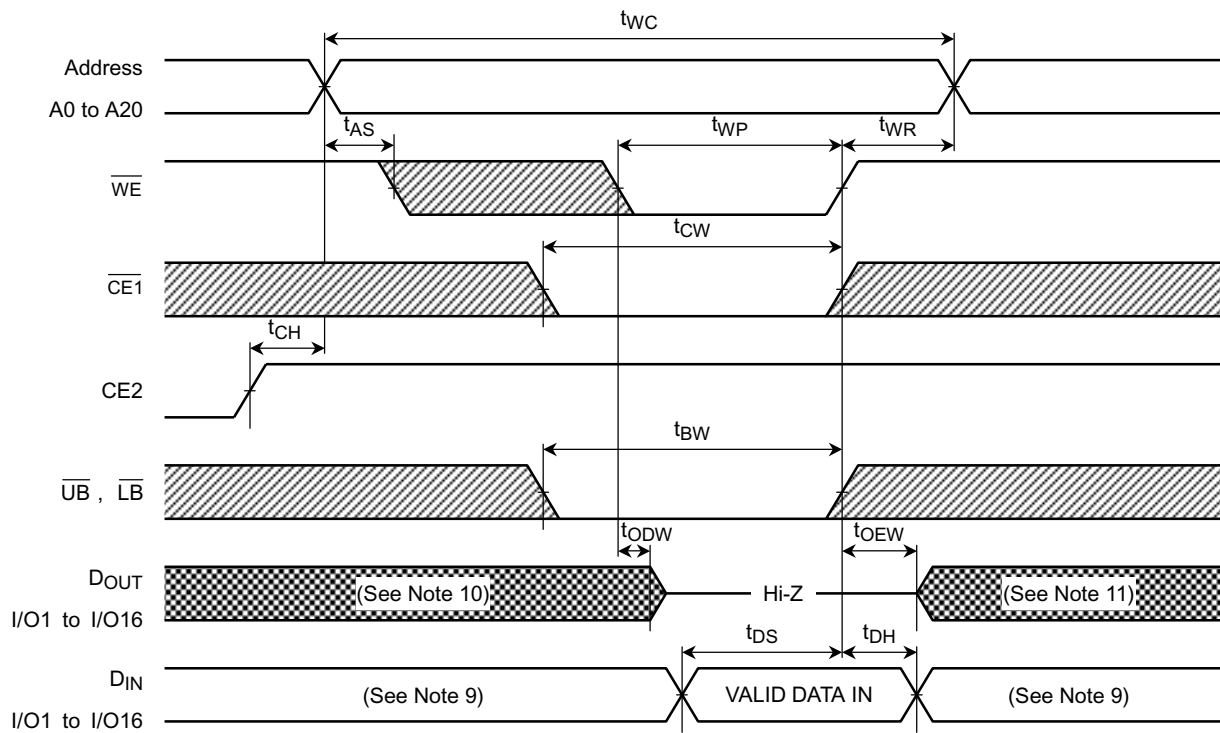 tWC
Address
A0 to A20
tAS
tWP
tWR
WE
tCW
CE1
tCH
CE2
tBW
UB , LB
tODW
tOEW
DOUT
(See Note 10)
Hi-Z
(See Note 11)
I/O1 to I/O16
tDS
tDH
DIN
(See Note 9)
VALID DATA IN
(See Note 9)
I/O1 to I/O16